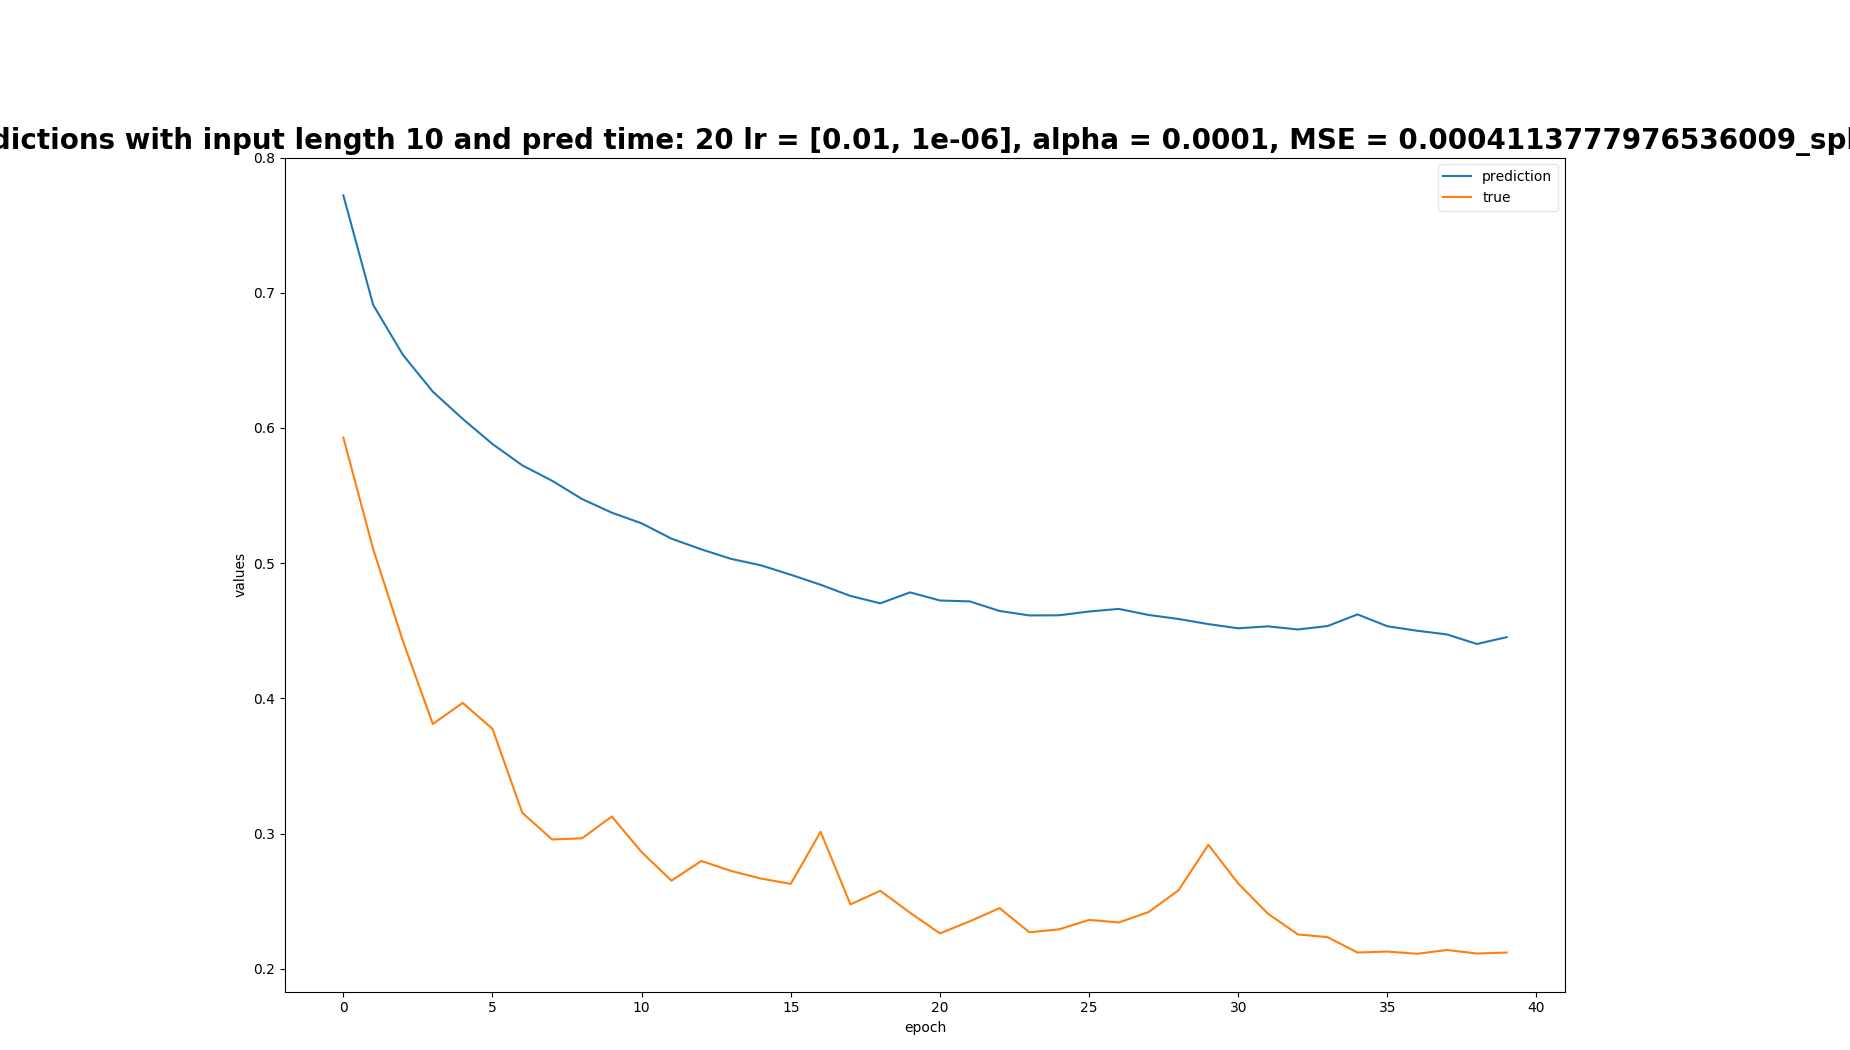 dictions with input length 10 and pred time: 20 lr = [0.01, 1e-06], alpha = 0.0001, MSE = 0.0004113777976536009_spl
prediction
true
0.8
0.7
0.6
0.5
0.4
0.3
0.2
values
0 5 10 15 20 25 30 35 40
epoch